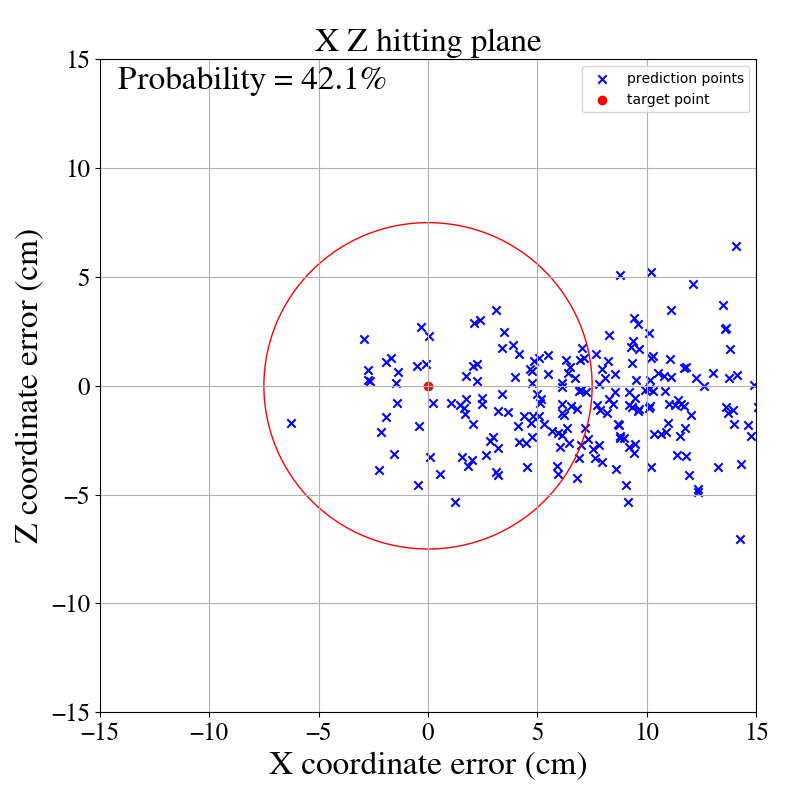 X Z hitting plane
Probability = 42.1%
prediction points
target point
15
10
5
0
−5
−10
−15
Z coordinate error (cm)
−15 −10 −5 0 5 10 15
X coordinate error (cm)